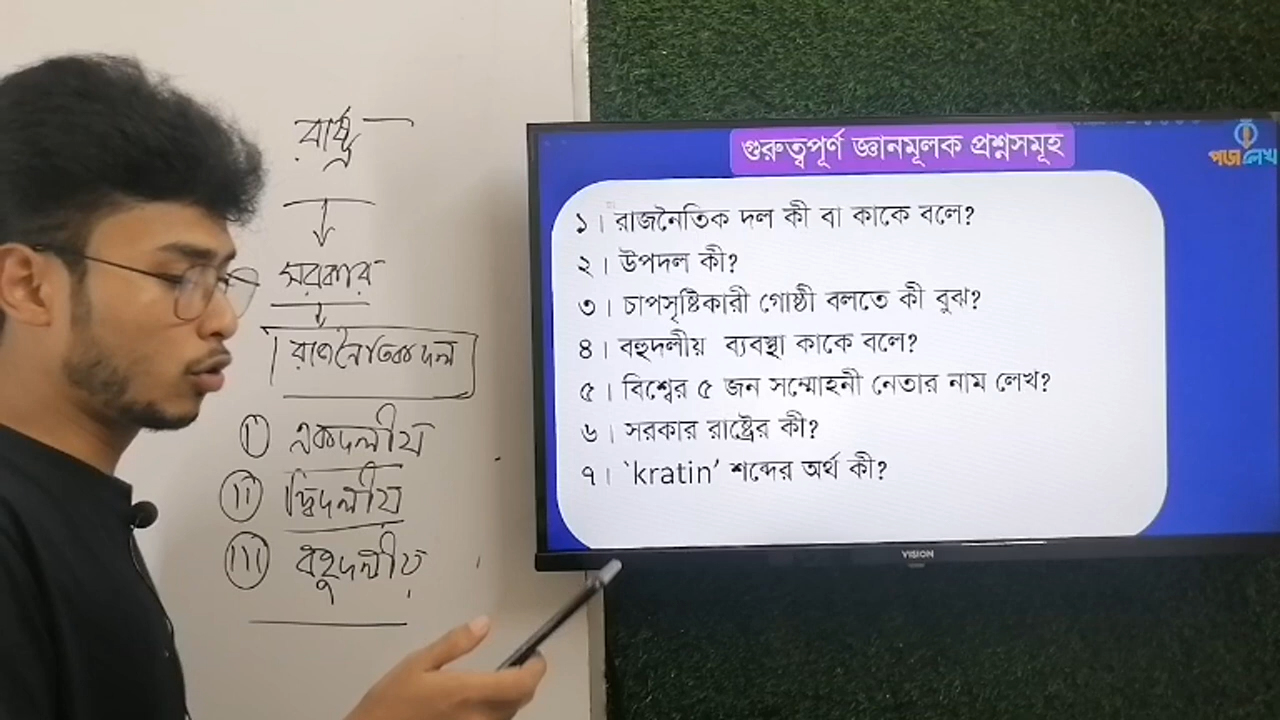 রাষ্ট্র
সরকার
রাজনৈতিক দল
i একদলীয়
ii দ্বিদলীয়
iii বহুদলীয়
গুরুত্বপূর্ণ জ্ঞানমূলক প্রশ্নসমূহ
পড়া লেখা
১। রাজনৈতিক দল কী বা কাকে বলে?
২। উপদল কী?
৩। চাপসৃষ্টিকারী গোষ্ঠী বলতে কী বুঝ?
৪। বহুদলীয় ব্যবস্থা কাকে বলে?
৫। বিশ্বের ৫ জন সম্মোহনী নেতার নাম লেখ?
৬। সরকার রাষ্ট্রের কী?
৭। ‘kratin’ শব্দের অর্থ কী?
VISION